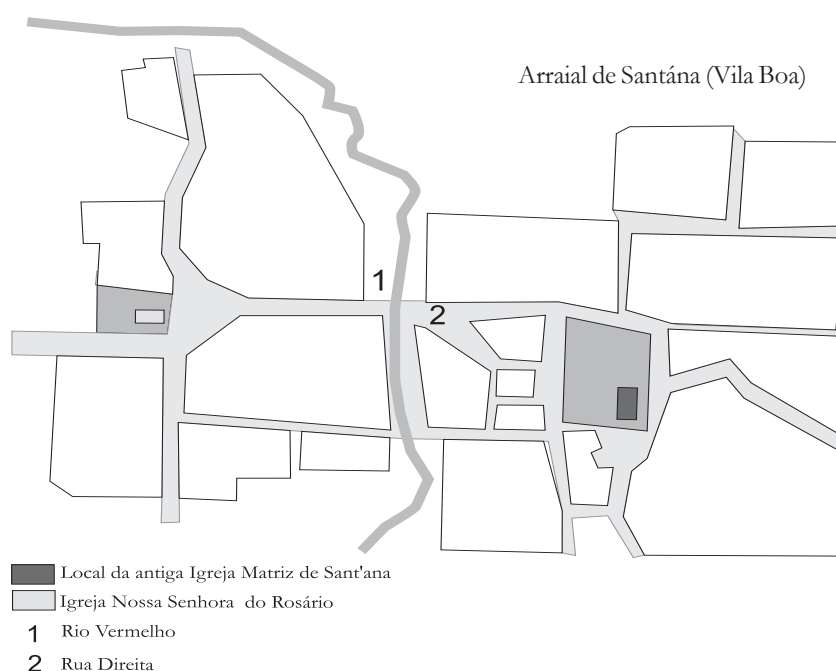 Arraial de Santána (Vila Boa)
1
2
Local da antiga Igreja Matriz de Sant'ana
Igreja Nossa Senhora do Rosário
1 Rio Vermelho
2 Rua Direita